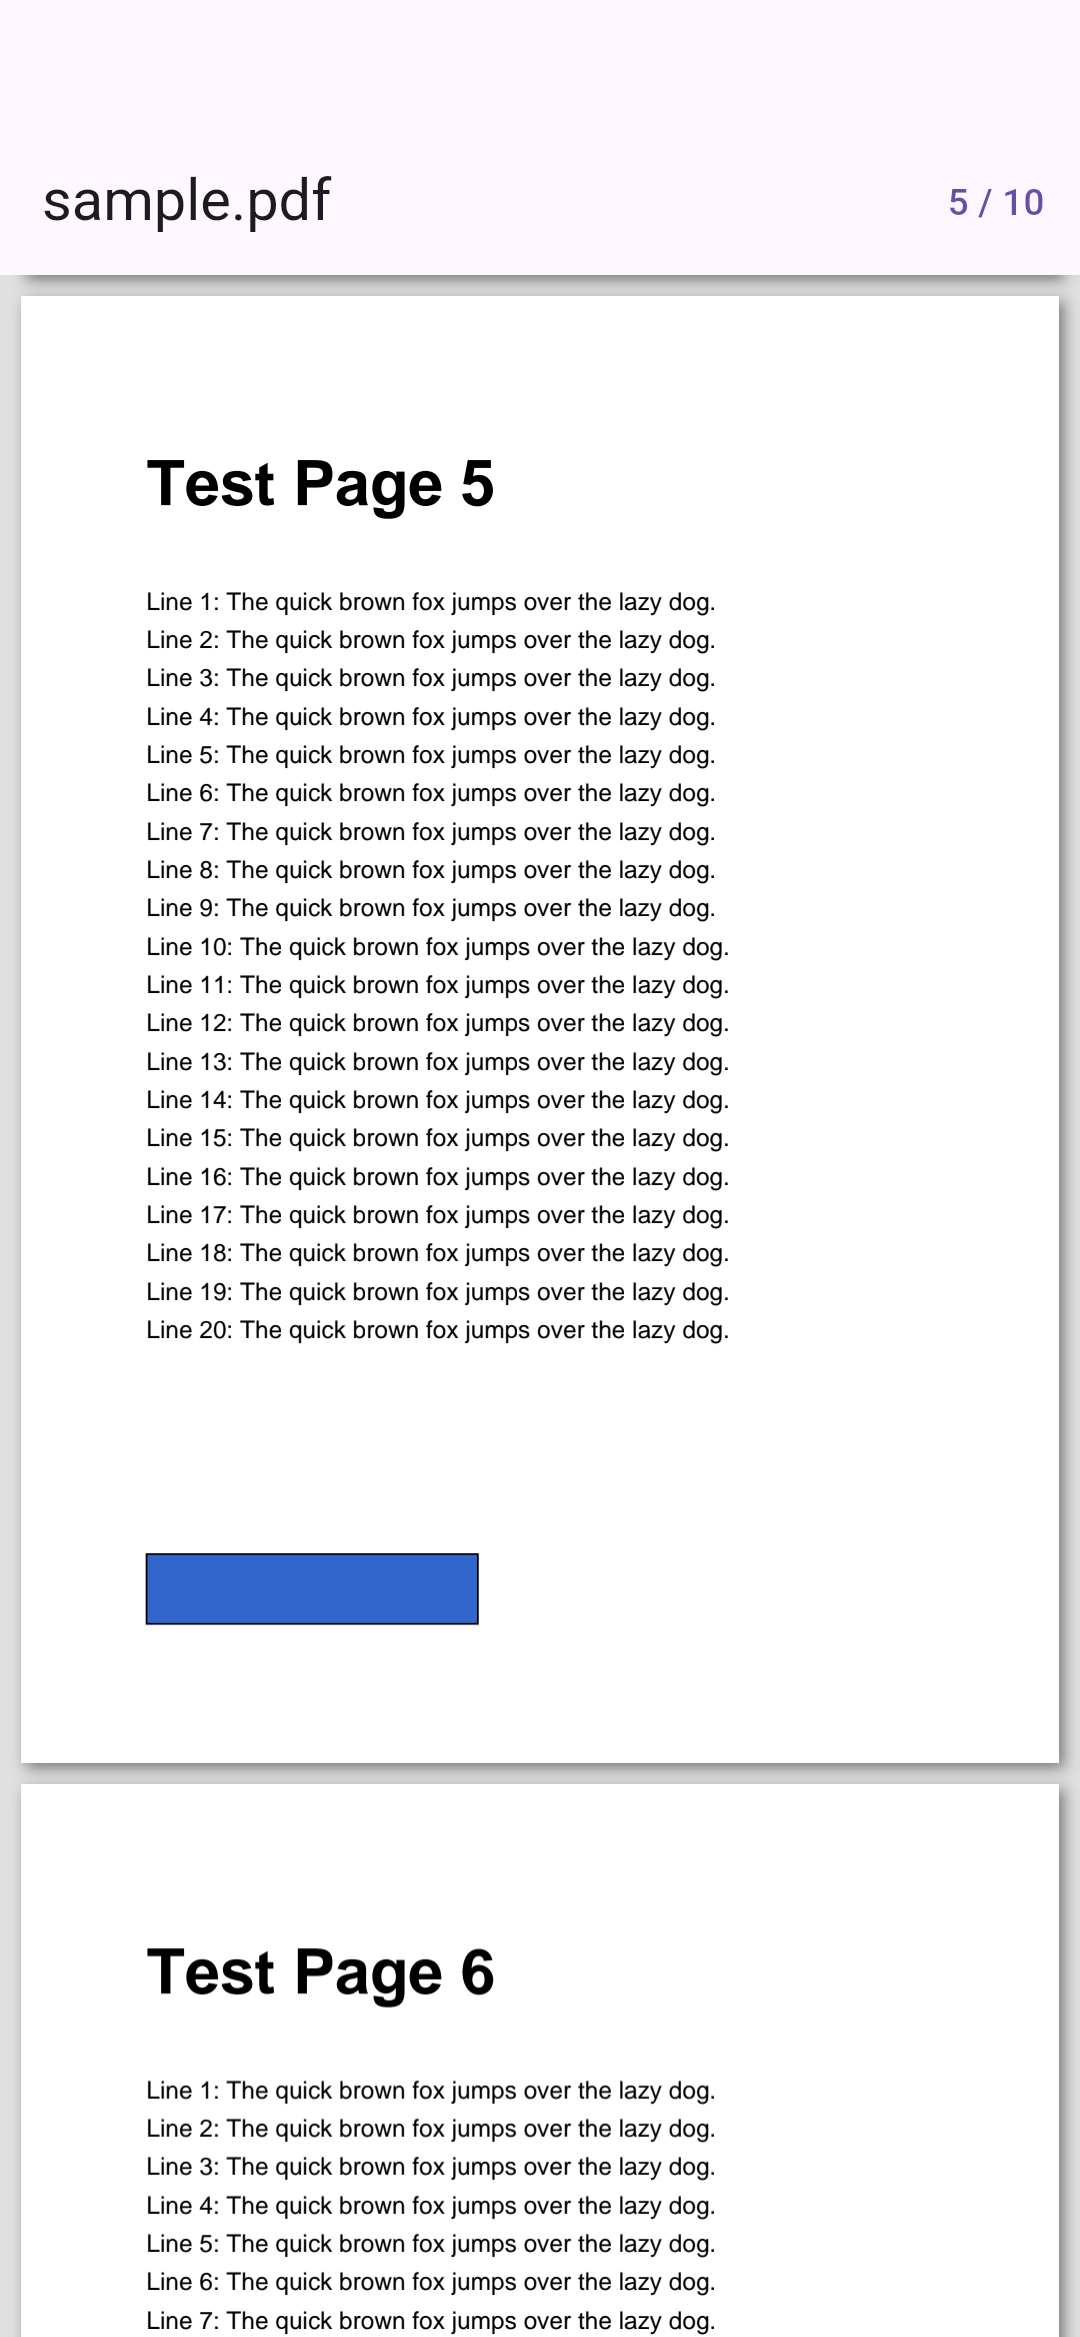 sample.pdf
5 / 10
Test Page 5
Line 1: The quick brown fox jumps over the lazy dog.
Line 2: The quick brown fox jumps over the lazy dog.
Line 3: The quick brown fox jumps over the lazy dog.
Line 4: The quick brown fox jumps over the lazy dog.
Line 5: The quick brown fox jumps over the lazy dog.
Line 6: The quick brown fox jumps over the lazy dog.
Line 7: The quick brown fox jumps over the lazy dog.
Line 8: The quick brown fox jumps over the lazy dog.
Line 9: The quick brown fox jumps over the lazy dog.
Line 10: The quick brown fox jumps over the lazy dog.
Line 11: The quick brown fox jumps over the lazy dog.
Line 12: The quick brown fox jumps over the lazy dog.
Line 13: The quick brown fox jumps over the lazy dog.
Line 14: The quick brown fox jumps over the lazy dog.
Line 15: The quick brown fox jumps over the lazy dog.
Line 16: The quick brown fox jumps over the lazy dog.
Line 17: The quick brown fox jumps over the lazy dog.
Line 18: The quick brown fox jumps over the lazy dog.
Line 19: The quick brown fox jumps over the lazy dog.
Line 20: The quick brown fox jumps over the lazy dog.
Test Page 6
Line 1: The quick brown fox jumps over the lazy dog.
Line 2: The quick brown fox jumps over the lazy dog.
Line 3: The quick brown fox jumps over the lazy dog.
Line 4: The quick brown fox jumps over the lazy dog.
Line 5: The quick brown fox jumps over the lazy dog.
Line 6: The quick brown fox jumps over the lazy dog.
Line 7: The quick brown fox jumps over the lazy dog.